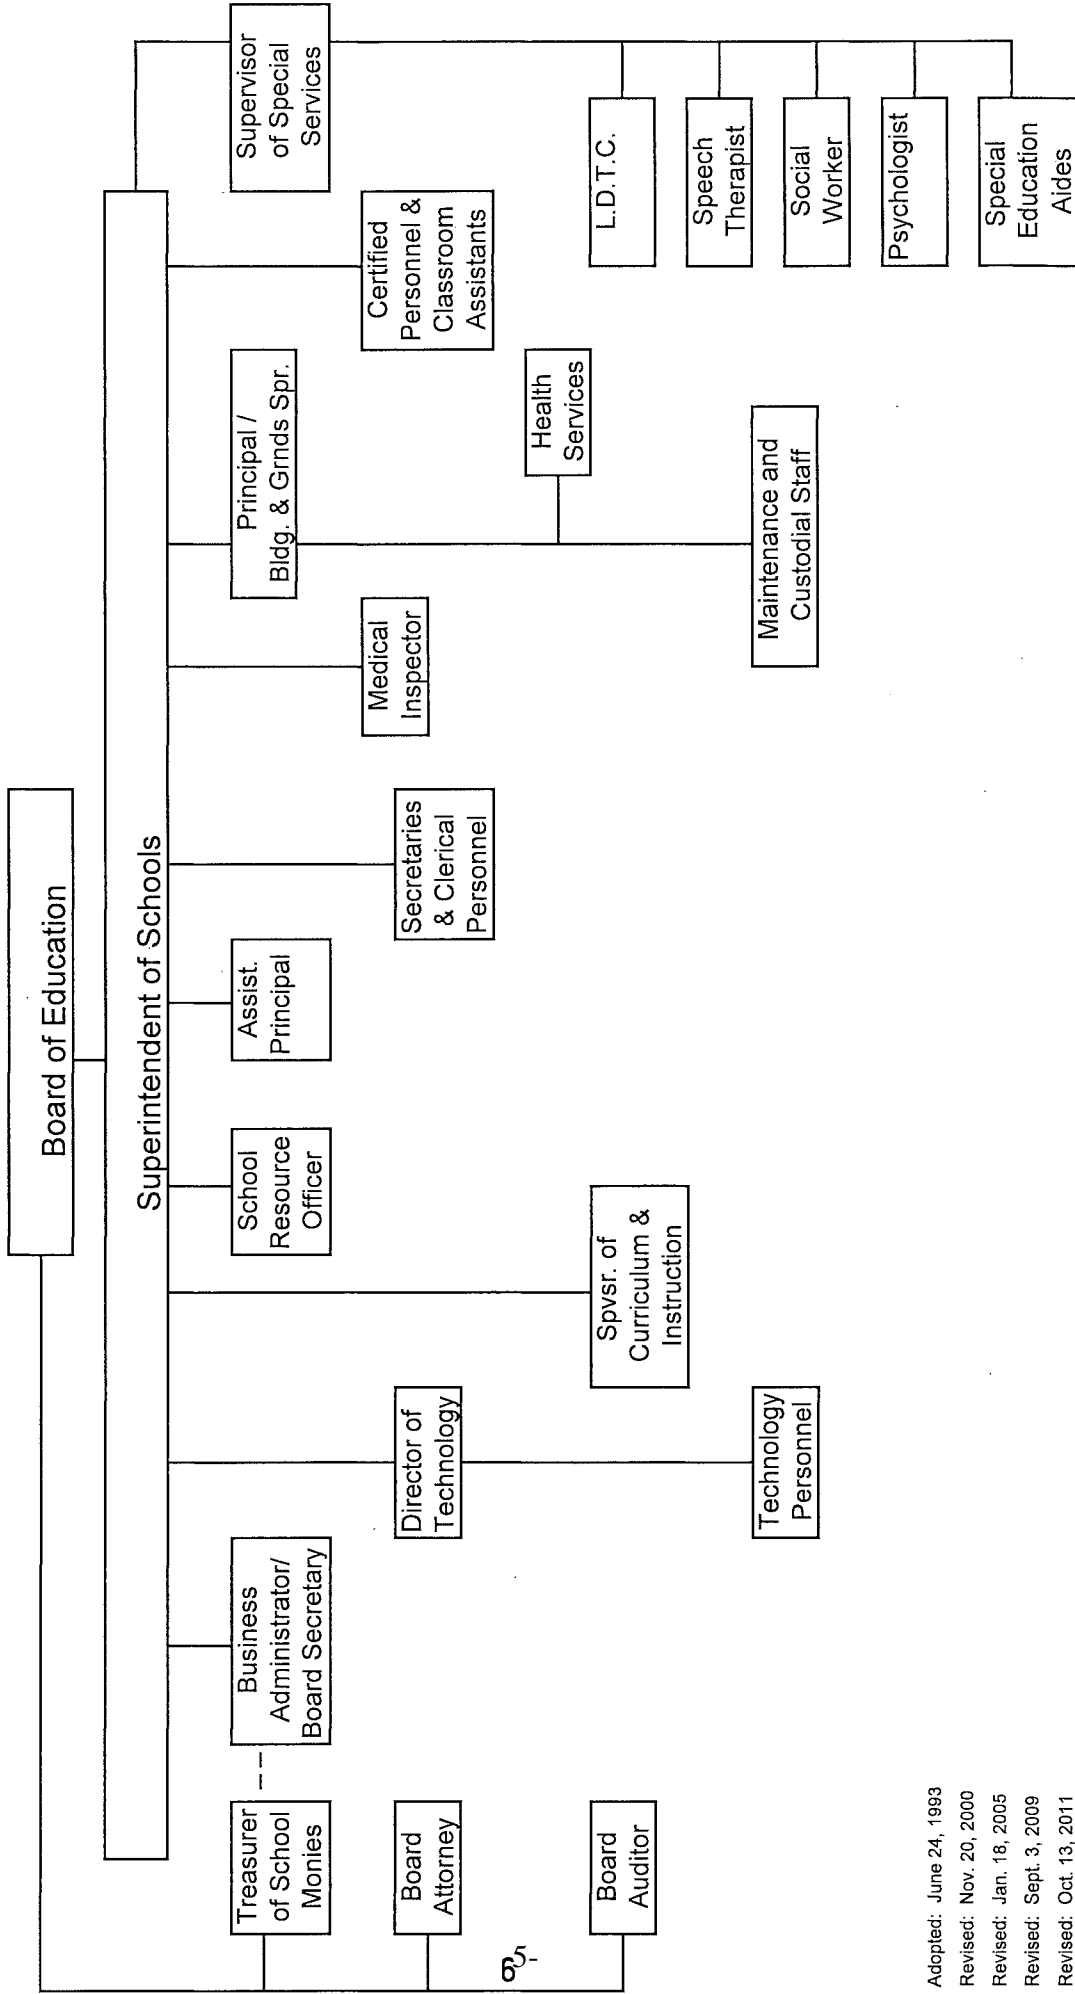 Board of Education
Superintendent of Schools
Treasurer
of School
Monies
Business
Administrator/
Board Secretary
School
Resource
Officer
Assist.
Principal
Principal /
Bldg. & Grnds Spr.
Supervisor
of Special
Services
Board
Attorney
Director of
Technology
Secretaries
& Clerical
Personnel
Medical
Inspector
Certified
Personnel &
Classroom
Assistants
Board
Auditor
Spvsr. of
Curriculum &
Instruction
Health
Services
L.D.T.C.
Speech
Therapist
Technology
Personnel
Maintenance and
Custodial Staff
Social
Worker
Psychologist
Special
Education
Aides
Adopted: June 24, 1993
Revised: Nov. 20, 2000
Revised: Jan. 18, 2005
Revised: Sept. 3, 2009
Revised: Oct. 13, 2011